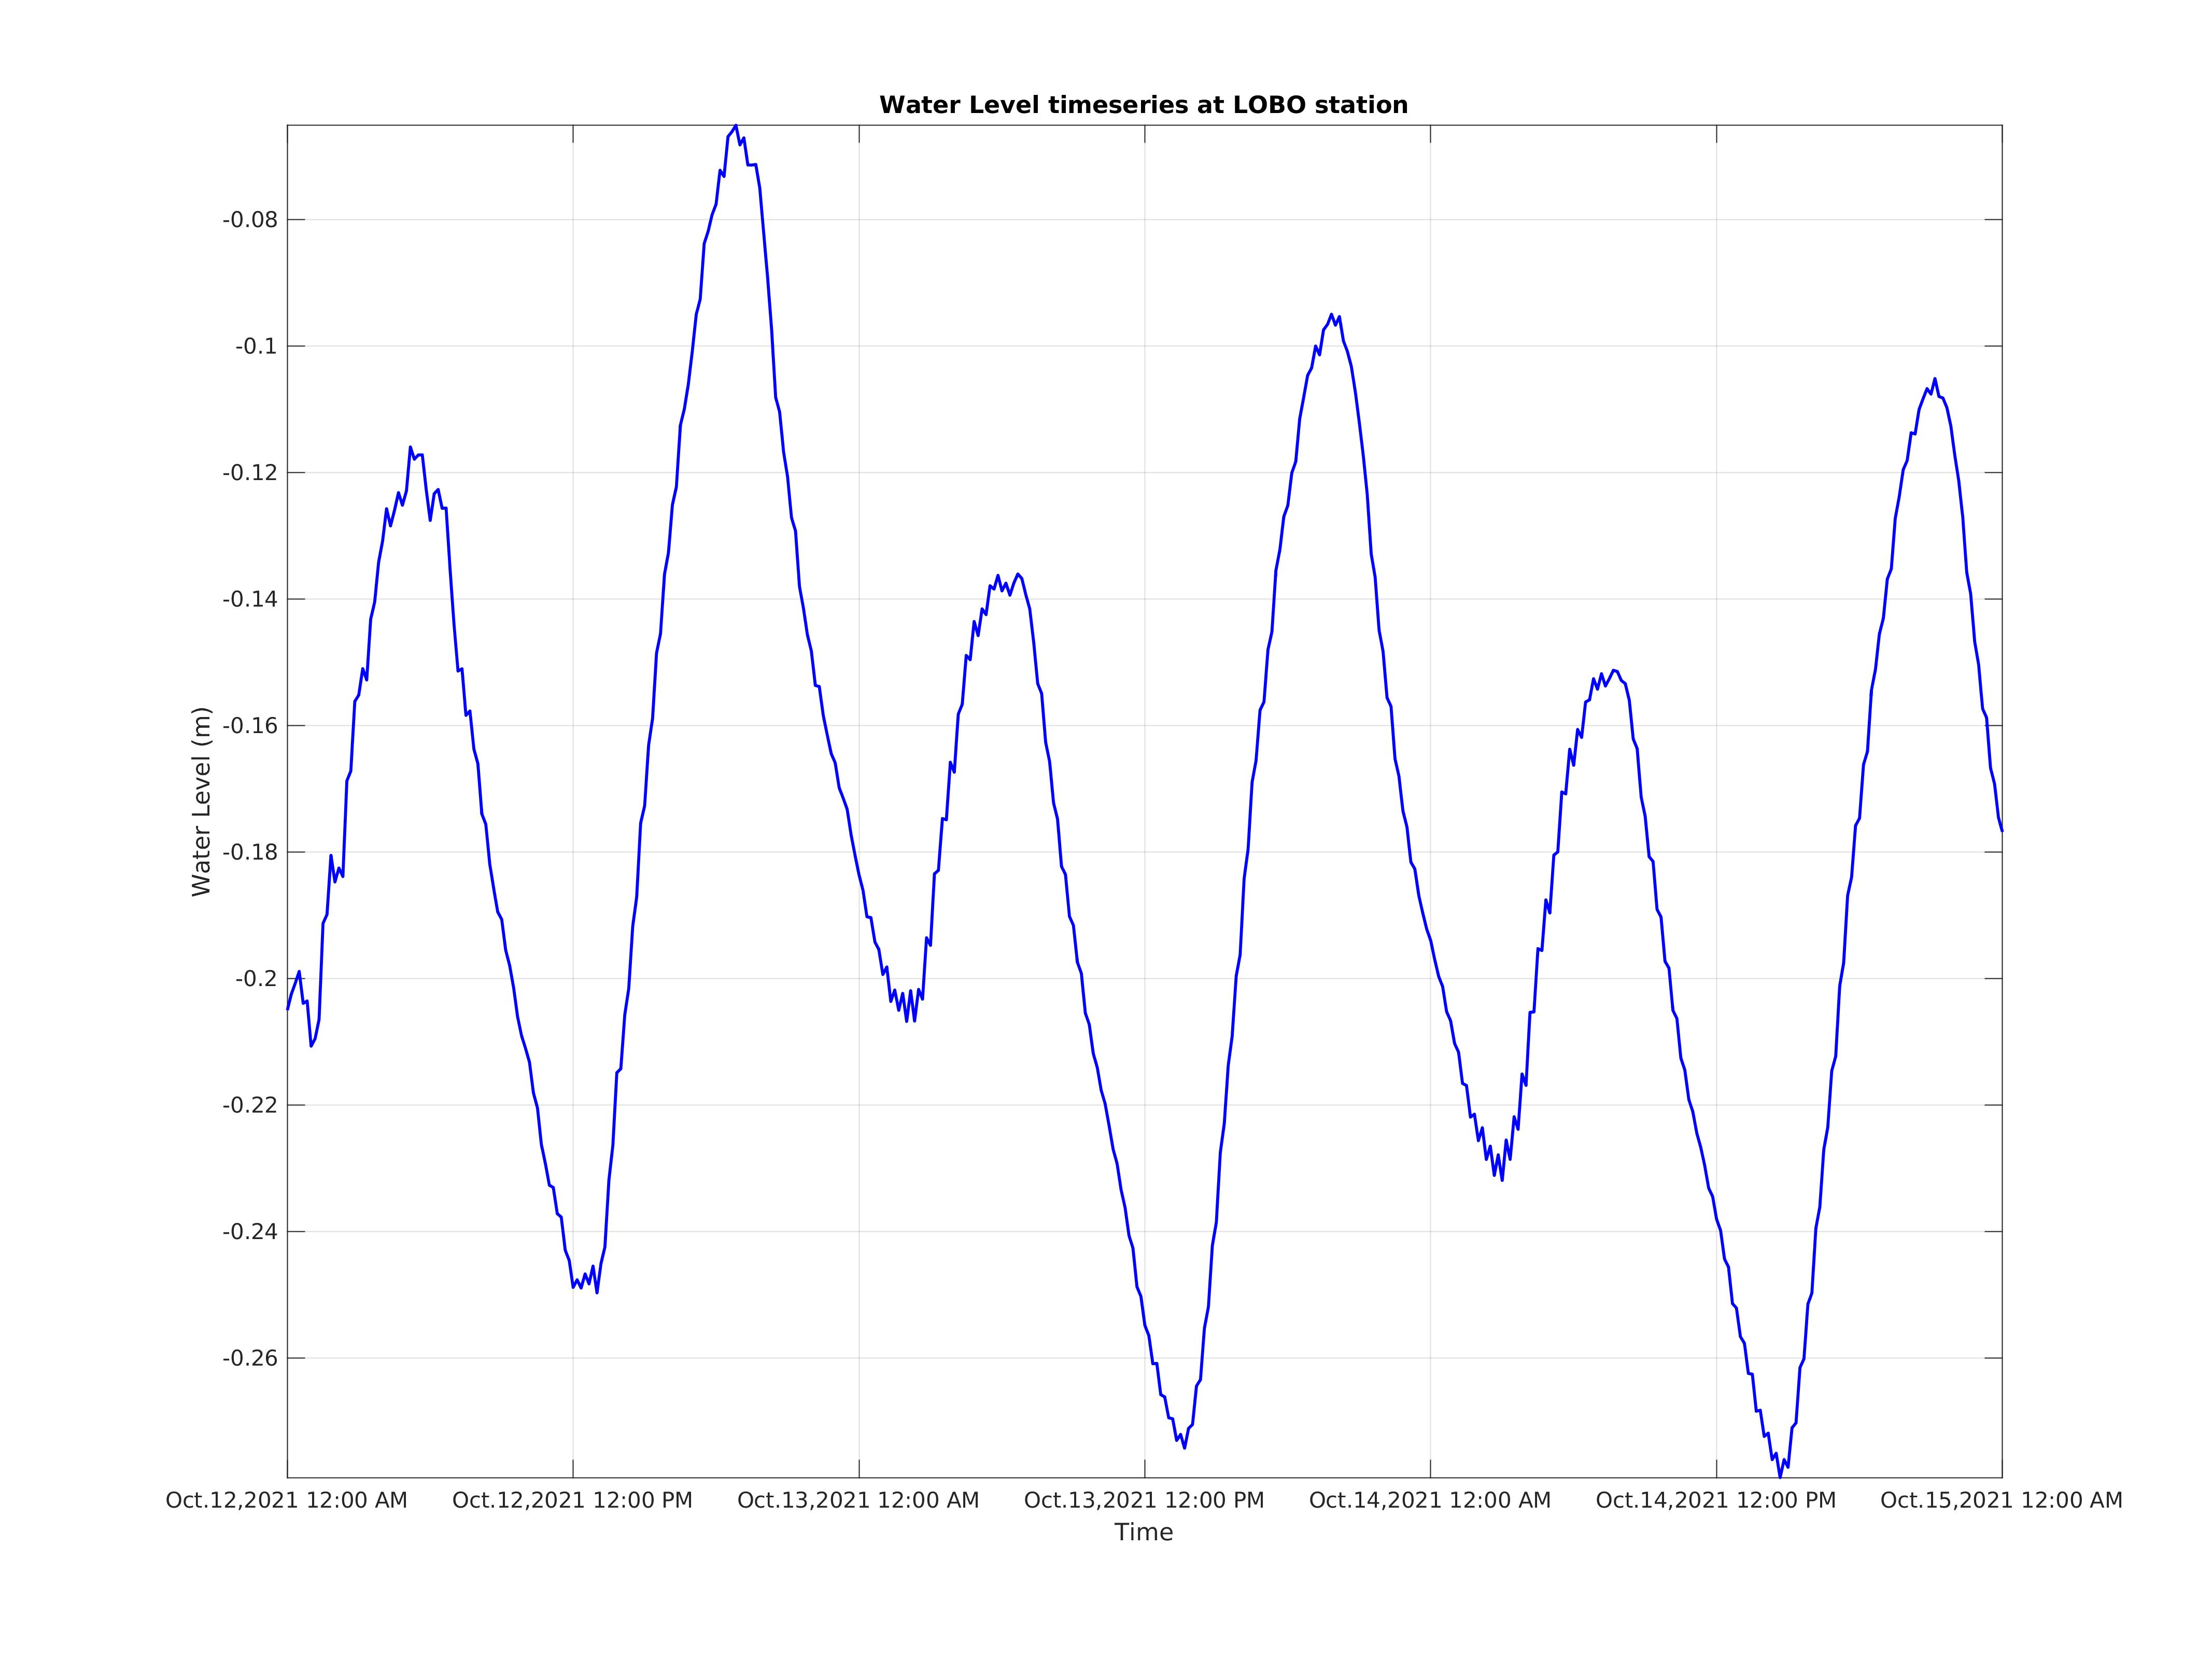 Water Level timeseries at LOBO station
-0.08
-0.1
-0.12
-0.14
-0.16
-0.18
-0.2
-0.22
-0.24
-0.26
Water Level (m)
Oct.12,2021 12:00 AM Oct.12,2021 12:00 PM Oct.13,2021 12:00 AM Oct.13,2021 12:00 PM Oct.14,2021 12:00 AM Oct.14,2021 12:00 PM Oct.15,2021 12:00 AM
Time